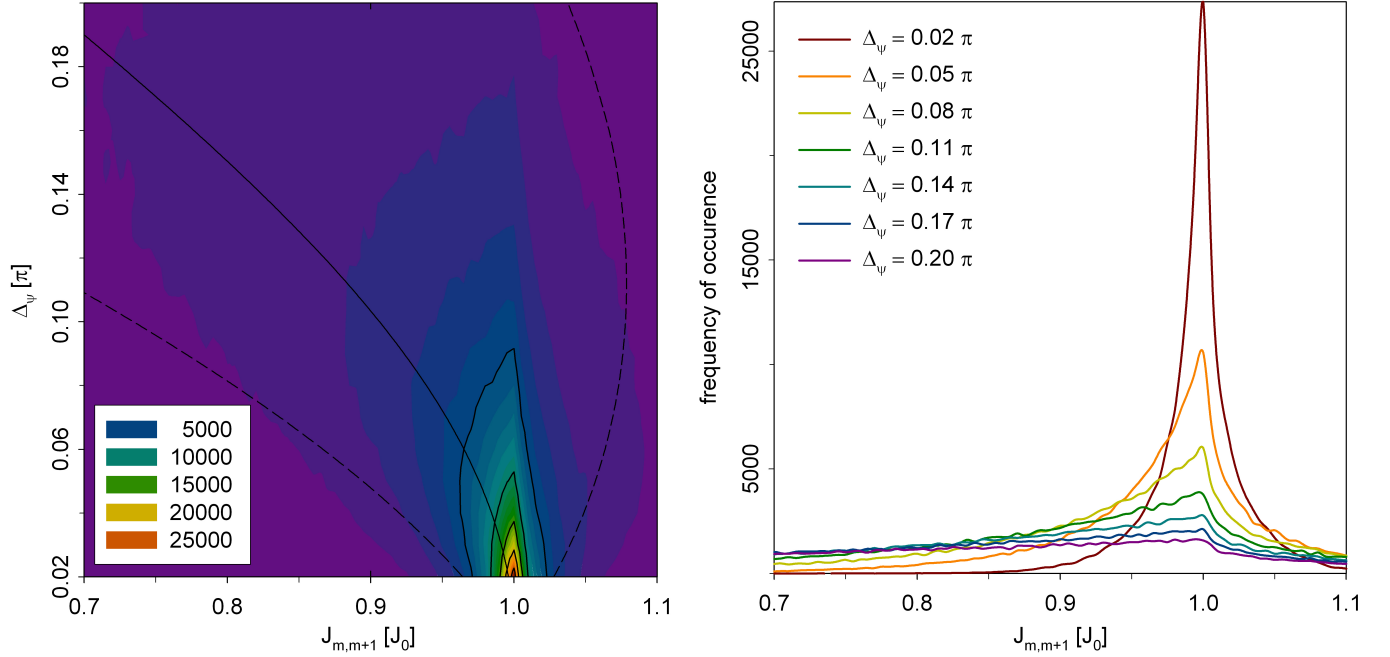 0.18
0.14
0.10
0.06
0.02
Δψ [π]
5000
10000
15000
20000
25000
0.7 0.9 1.0 1.1
Jm,m+1 [J0]
25000
15000
5000
frequency of occurence
Δψ = 0.02 π
Δψ = 0.05 π
Δψ = 0.08 π
Δψ = 0.11 π
Δψ = 0.14 π
Δψ = 0.17 π
Δψ = 0.20 π
0.7 0.8 0.9 1.0 1.1
Jm,m+1 [J0]